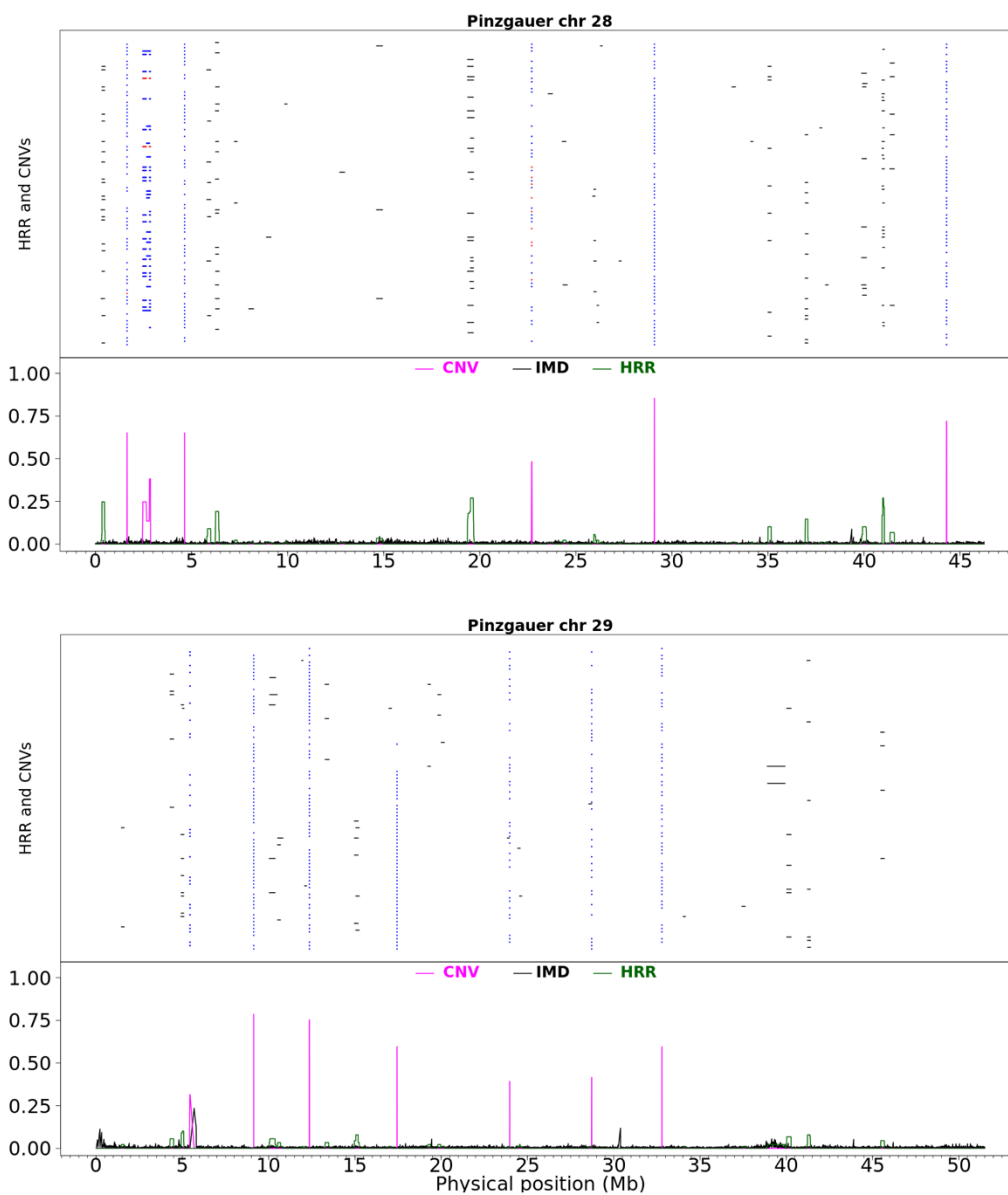 Pinzgauer chr 28
HRR and CNVs
CNV IMD HRR
1.00
0.75
0.50
0.25
0.00
0 5 10 15 20 25 30 35 40 45
Pinzgauer chr 29
HRR and CNVs
CNV IMD HRR
1.00
0.75
0.50
0.25
0.00
0 5 10 15 20 25 30 35 40 45 50
Physical position (Mb)